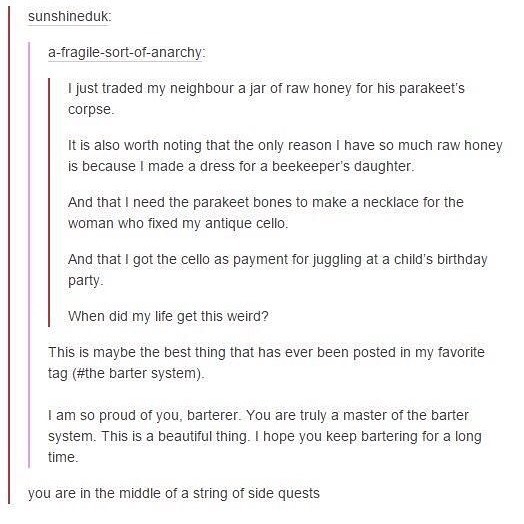 sunshineduk:
a-fragile-sort-of-anarchy:
I just traded my neighbour a jar of raw honey for his parakeet's
corpse.
It is also worth noting that the only reason I have so much raw honey
is because I made a dress for a beekeeper's daughter.
And that I need the parakeet bones to make a necklace for the
woman who fixed my antique cello.
And that I got the cello as payment for juggling at a child's birthday
party.
When did my life get this weird?
This is maybe the best thing that has ever been posted in my favorite
tag (#the barter system).
I am so proud of you, barterer. You are truly a master of the barter
system. This is a beautiful thing. I hope you keep bartering for a long
time.
you are in the middle of a string of side quests